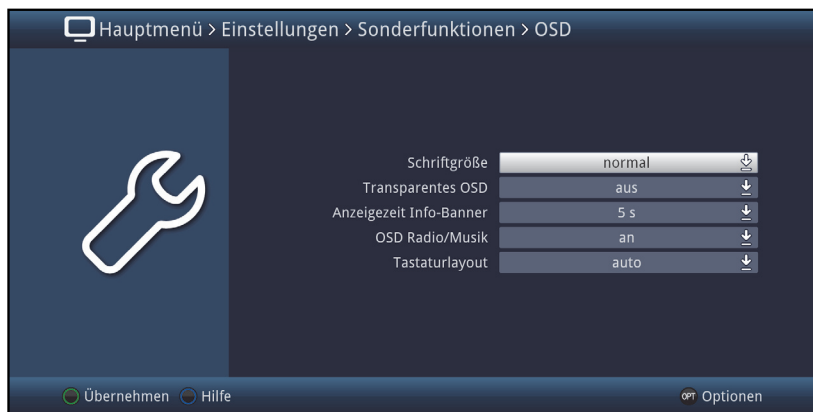 Hauptmenü > Einstellungen > Sonderfunktionen > OSD
Schriftgröße normal
Transparentes OSD aus
Anzeigezeit Info-Banner 5 s
OSD Radio/Musik an
Tastaturlayout auto
Übernehmen Hilfe OPT Optionen